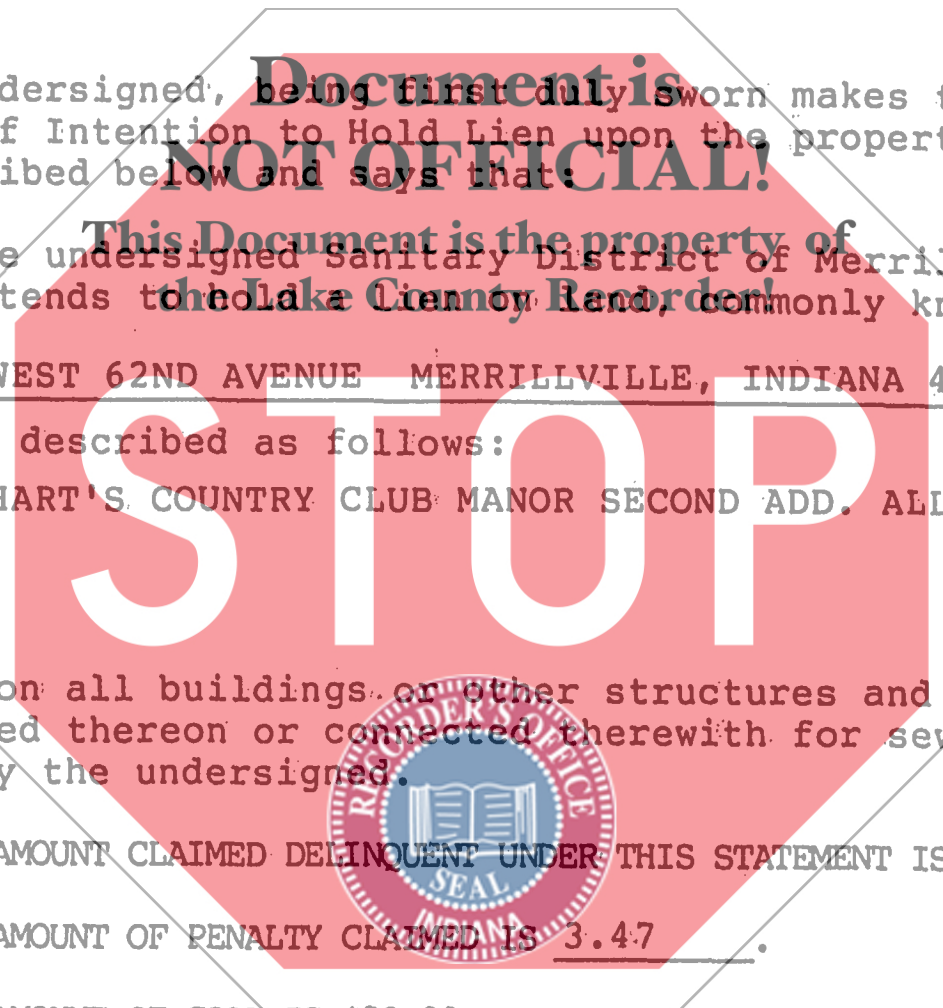 dersigned, being first duly sworn makes
Document is
f Intention to Hold Lien upon the propert
NOT OFFICIAL!
ibed below and says that:
This Document is the property of
e undersigned Sanitary District of Merril
the Lake County Recorder!
tends to hold a Lien on land, commonly kn
WEST 62ND AVENUE MERRILLVILLE, INDIANA 4
described as follows:
HART'S COUNTRY CLUB MANOR SECOND ADD. ALL
STOP
on all buildings or other structures and
ed thereon or connected therewith for sew
y the undersigned.
RECORDER'S OFFICE
SEAL
INDIANA
AMOUNT CLAIMED DELINQUENT UNDER THIS STATEMENT IS
AMOUNT OF PENALTY CLAIMED IS 3.47 .